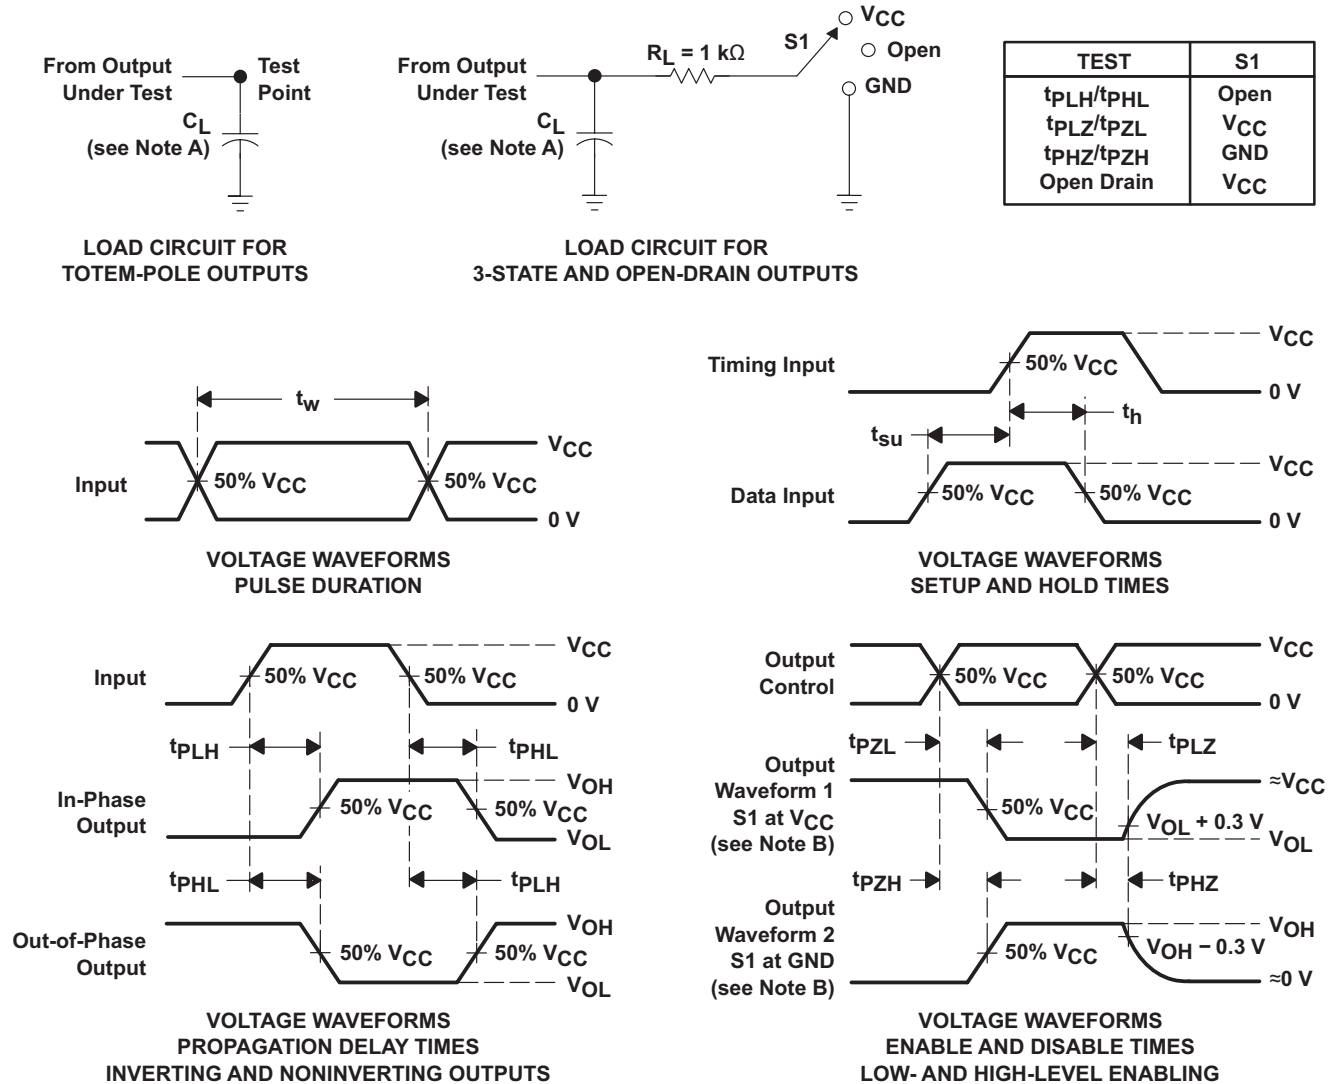 From Output
Under Test
Test
Point
CL
(see Note A)
LOAD CIRCUIT FOR
TOTEM-POLE OUTPUTS
From Output
Under Test
RL = 1 kΩ
S1
VCC
Open
GND
CL
(see Note A)
LOAD CIRCUIT FOR
3-STATE AND OPEN-DRAIN OUTPUTS
TEST S1
tPLH/tPHL Open
tPLZ/tPZL VCC
tPHZ/tPZH GND
Open Drain VCC
tw
Input
50% VCC
50% VCC
VCC
0 V
VOLTAGE WAVEFORMS
PULSE DURATION
Timing Input
50% VCC
VCC
0 V
tsu
th
Data Input
50% VCC
50% VCC
VCC
0 V
VOLTAGE WAVEFORMS
SETUP AND HOLD TIMES
Input
50% VCC
50% VCC
VCC
0 V
tPLH
tPHL
In-Phase
Output
50% VCC
50% VCC
VOH
VOL
tPHL
tPLH
Out-of-Phase
Output
50% VCC
50% VCC
VOH
VOL
VOLTAGE WAVEFORMS
PROPAGATION DELAY TIMES
INVERTING AND NONINVERTING OUTPUTS
Output
Control
50% VCC
50% VCC
VCC
0 V
tPZL
tPLZ
Output
Waveform 1
S1 at VCC
(see Note B)
50% VCC
VOL + 0.3 V
≈VCC
VOL
tPZH
tPHZ
Output
Waveform 2
S1 at GND
(see Note B)
50% VCC
VOH − 0.3 V
VOH
≈0 V
VOLTAGE WAVEFORMS
ENABLE AND DISABLE TIMES
LOW- AND HIGH-LEVEL ENABLING